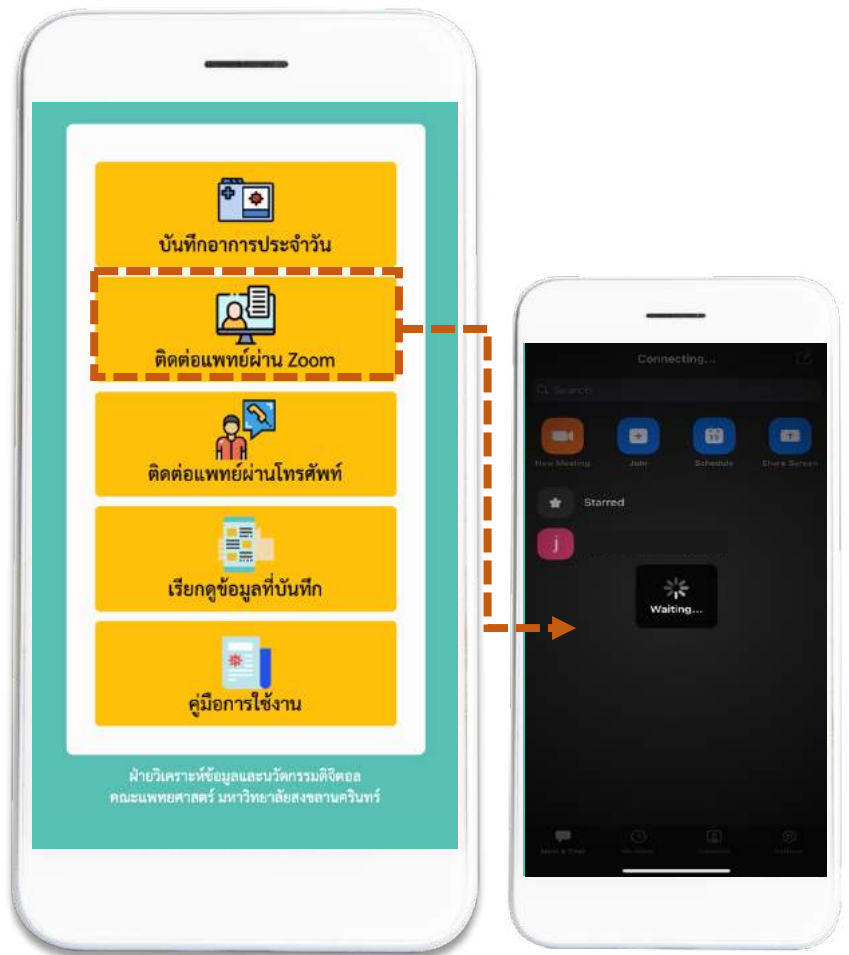 บันทึกอาการประจำวัน
ติดต่อแพทย์ผ่าน Zoom
ติดต่อแพทย์ผ่านโทรศัพท์
เรียกดูข้อมูลที่บันทึก
คู่มือการใช้งาน
ฝ่ายวิเคราะห์ข้อมูลและนวัตกรรมดิจิตอล
คณะแพทยศาสตร์ มหาวิทยาลัยสงขลานครินทร์
Connecting...
Search
New Meeting Join Schedule Share Screen
19
Starred
j
Waiting...